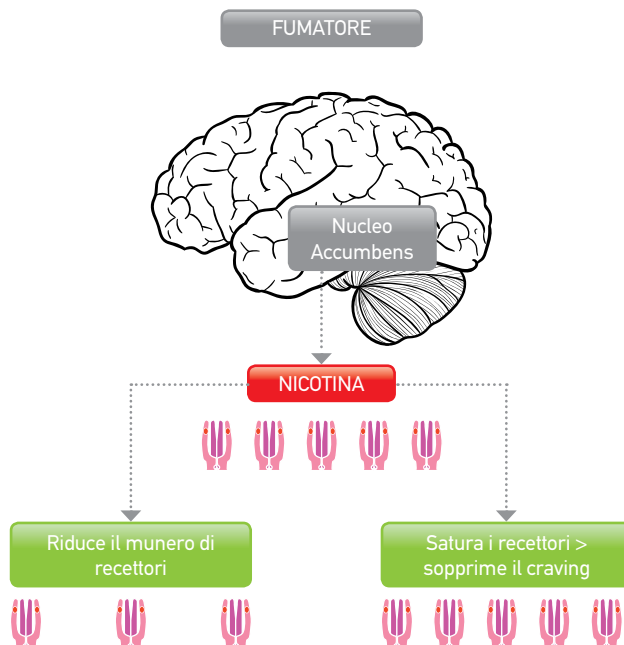 FUMATORE
Nucleo
Accumbens
NICOTINA
Riduce il munero di
recettori
Satura i recettori >
sopprime il craving